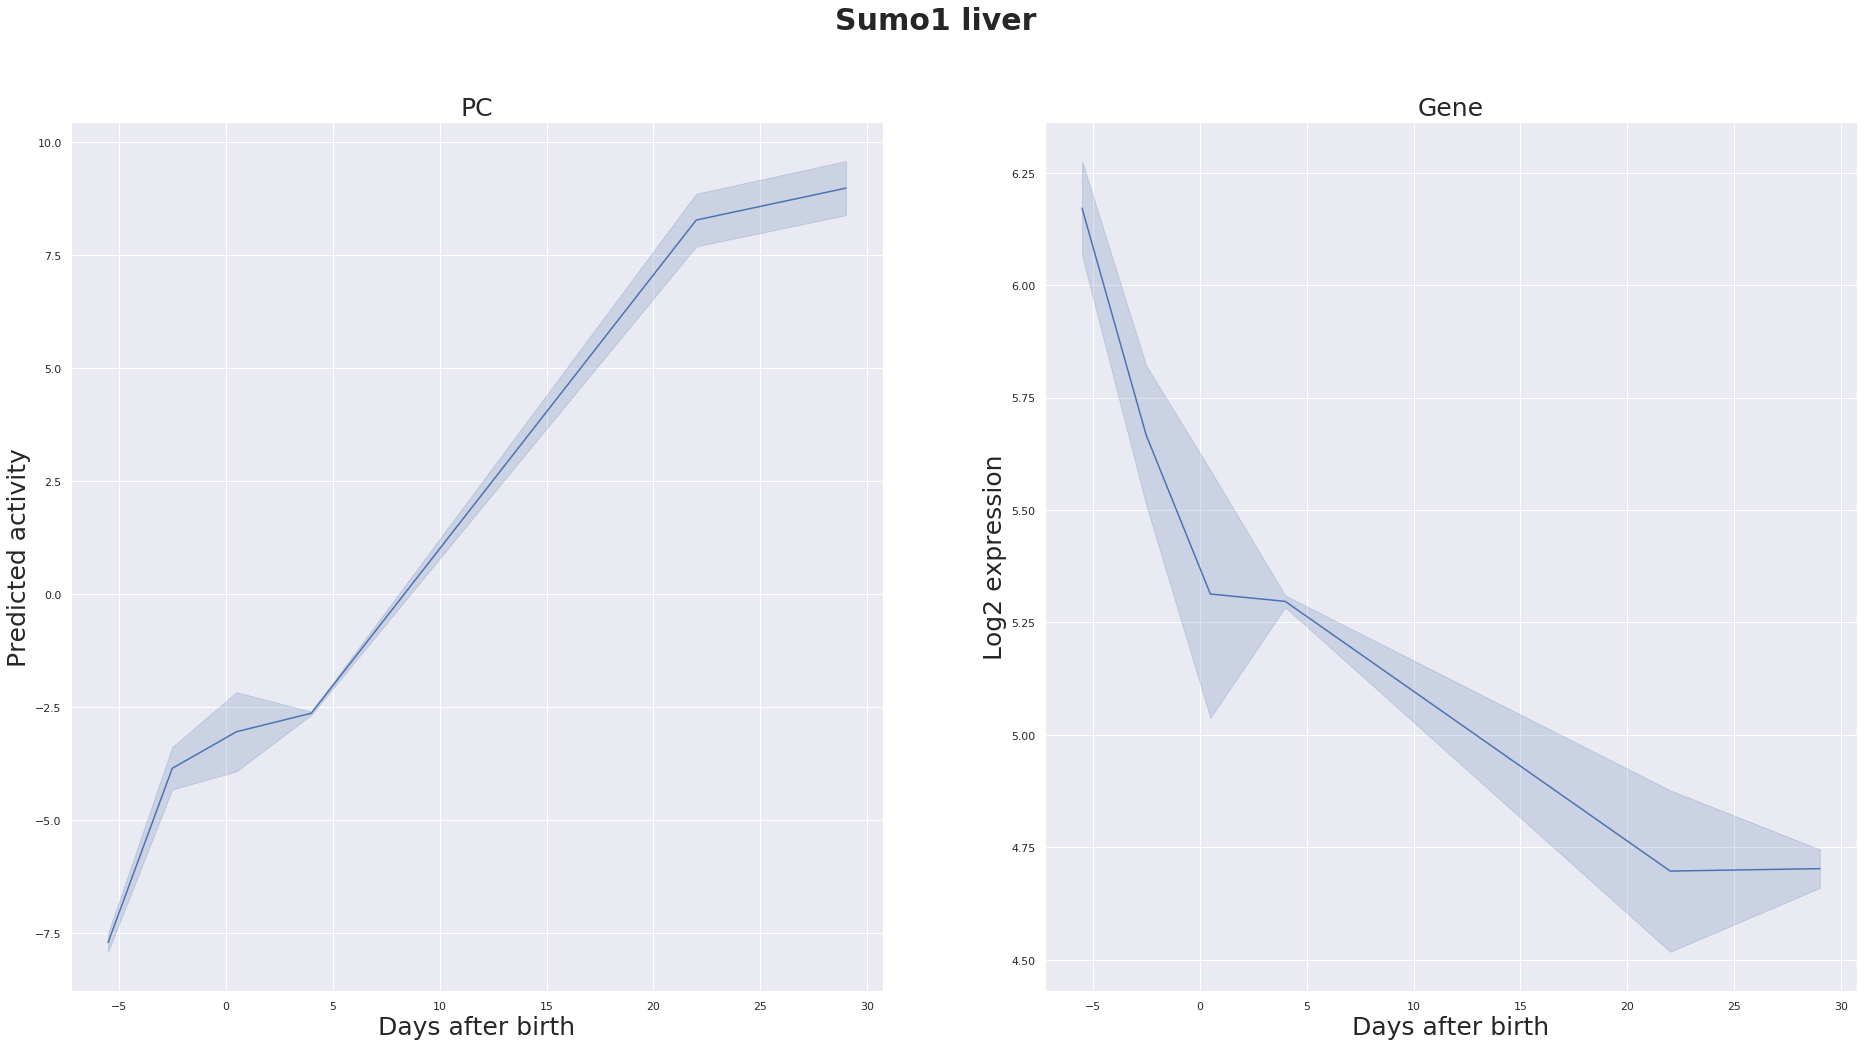 Sumo1 liver
PC
Predicted activity
10.0
7.5
5.0
2.5
0.0
−2.5
−5.0
−7.5
−5 0 5 10 15 20 25 30
Days after birth
Gene
Log2 expression
6.25
6.00
5.75
5.50
5.25
5.00
4.75
4.50
−5 0 5 10 15 20 25 30
Days after birth